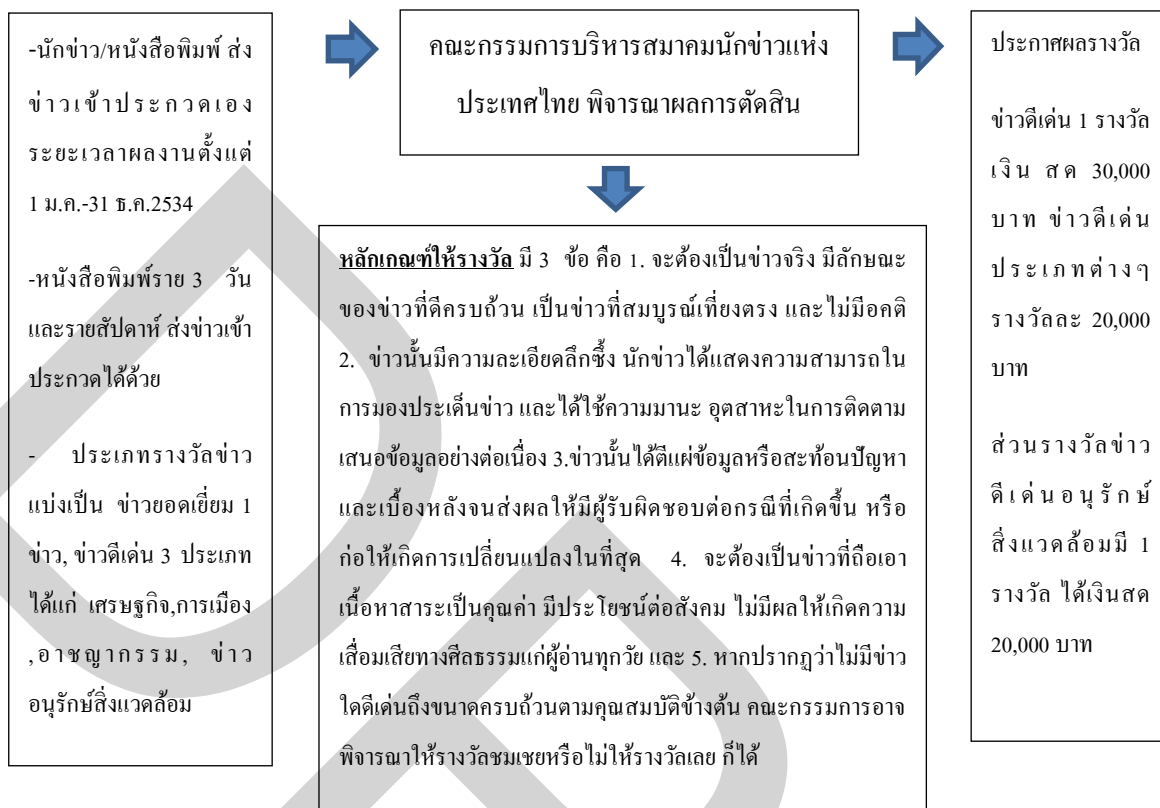 -นักข่าว/หนังสือพิมพ์ ส่ง
ข่าวเข้าประกวดเอง
ระยะเวลาผลงานตั้งแต่
1 ม.ค.-31 ธ.ค.2534
-หนังสือพิมพ์ราย 3 วัน
และรายสัปดาห์ ส่งข่าวเข้า
ประกวดได้ด้วย
- ประเภทรางวัลข่าว
แบ่งเป็น ข่าวยอดเยี่ยม 1
ข่าว, ข่าวดีเด่น 3 ประเภท
ได้แก่ เศรษฐกิจ,การเมือง
,อาชญากรรม, ข่าว
อนุรักษ์สิ่งแวดล้อม
คณะกรรมการบริหารสมาคมนักข่าวแห่ง
ประเทศไทย พิจารณาผลการตัดสิน
หลักเกณฑ์ให้รางวัล มี 3 ข้อ คือ 1. จะต้องเป็นข่าวจริง มีลักษณะ
ของข่าวที่ดีครบถ้วน เป็นข่าวที่สมบูรณ์เที่ยงตรง และไม่มีอคติ
2. ข่าวนั้นมีความละเอียดลึกซึ้ง นักข่าวได้แสดงความสามารถใน
การมองประเด็นข่าว และได้ใช้ความมานะ อุตสาหะในการติดตาม
เสนอข้อมูลอย่างต่อเนื่อง 3.ข่าวนั้นได้ตีแผ่ข้อมูลหรือสะท้อนปัญหา
และเบื้องหลังจนส่งผลให้มีผู้รับผิดชอบต่อกรณีที่เกิดขึ้น หรือ
ก่อให้เกิดการเปลี่ยนแปลงในที่สุด 4. จะต้องเป็นข่าวที่ถือเอา
เนื้อหาสาระเป็นคุณค่า มีประโยชน์ต่อสังคม ไม่มีผลให้เกิดความ
เสื่อมเสียทางศีลธรรมแก่ผู้อ่านทุกวัย และ 5. หากปรากฏว่าไม่มีข่าว
ใดดีเด่นถึงขนาดครบถ้วนตามคุณสมบัติข้างต้น คณะกรรมการอาจ
พิจารณาให้รางวัลชมเชยหรือไม่ให้รางวัลเลย ก็ได้
ประกาศผลรางวัล
ข่าวดีเด่น 1 รางวัล
เงิน สด 30,000
บาท ข่าวดีเด่น
ประเภทต่างๆ
รางวัลละ 20,000
บาท
ส่วนรางวัลข่าว
ดีเด่นอนุรักษ์
สิ่งแวดล้อมมี 1
รางวัล ได้เงินสด
20,000 บาท